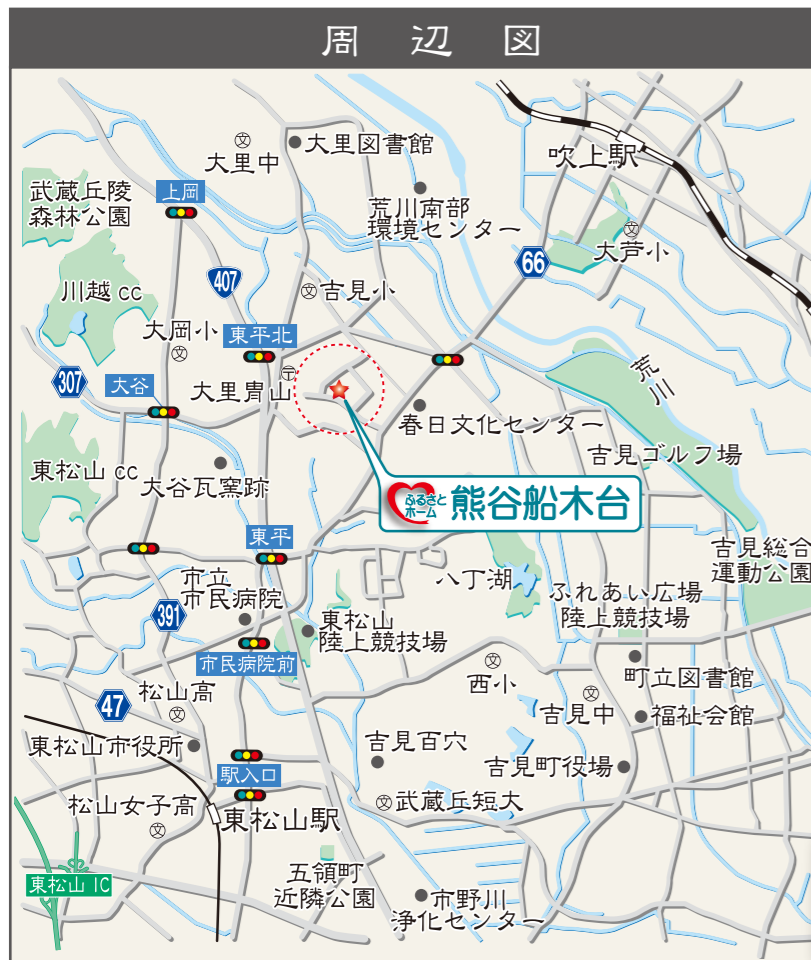 周辺図
大里中
大里図書館
吹上駅
武蔵丘陵
森林公園
上岡
荒川南部
環境センター
大芦小
66
407
川越 CC
吉見小
大岡小
東平北
荒川
307
大谷
大里冑山
春日文化センター
吉見ゴルフ場
東松山 CC
大谷瓦窯跡
ふるさと
ホーム
熊谷船木台
東平
吉見総合
運動公園
市立
市民病院
八丁湖
ふれあい広場
陸上競技場
391
東松山
陸上競技場
市民病院前
西小
町立図書館
松山高
47
吉見中
福祉会館
東松山市役所
吉見百穴
吉見町役場
駅入口
松山女子高
東松山駅
武蔵丘短大
五領町
近隣公園
東松山 IC
市野川
浄化センター